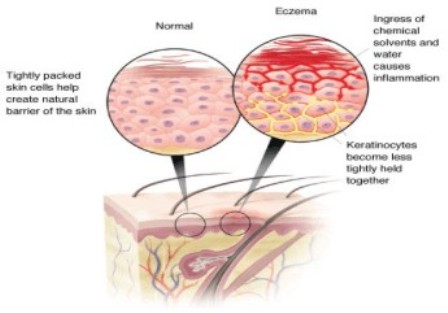 Normal
Eczema
Ingress of
chemical
solvents and
water
causes
inflammation
Tightly packed
skin cells help
create natural
barrier of the skin
Keratinocytes
become less
tightly held
together